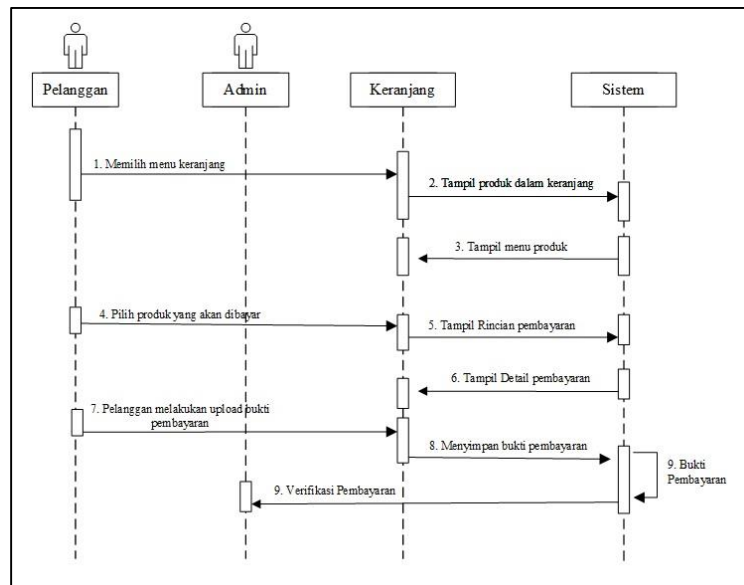 Pelanggan
Admin
Keranjang
Sistem
1. Memilih menu keranjang
2. Tampil produk dalam keranjang
3. Tampil menu produk
4. Pilih produk yang akan dibayar
5. Tampil Rincian pembayaran
6. Tampil Detail pembayaran
7. Pelanggan melakukan upload bukti
pembayaran
8. Menyimpan bukti pembayaran
9. Bukti
Pembayaran
9. Verifikasi Pembayaran